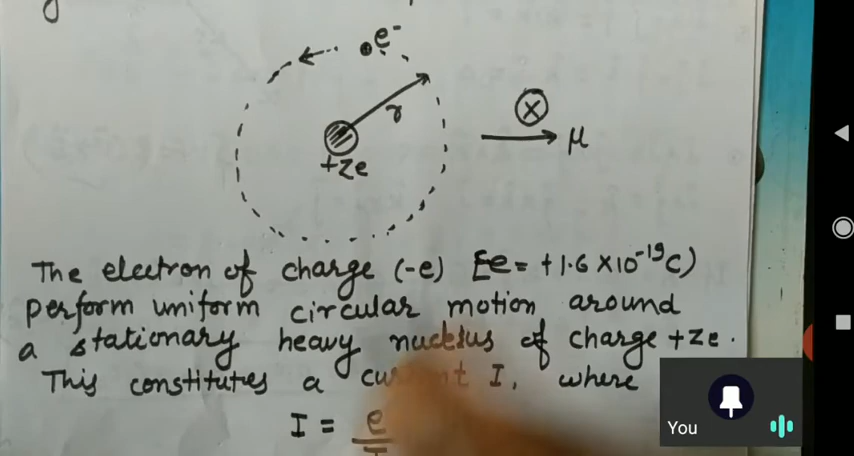 e-
r
+ze
μ
The electron of charge (-e) [e = +1.6 × 10-19 C)
perform uniform circular motion around
a stationary heavy nucleus of charge +ze.
This constitutes a current I, where
I = e
You